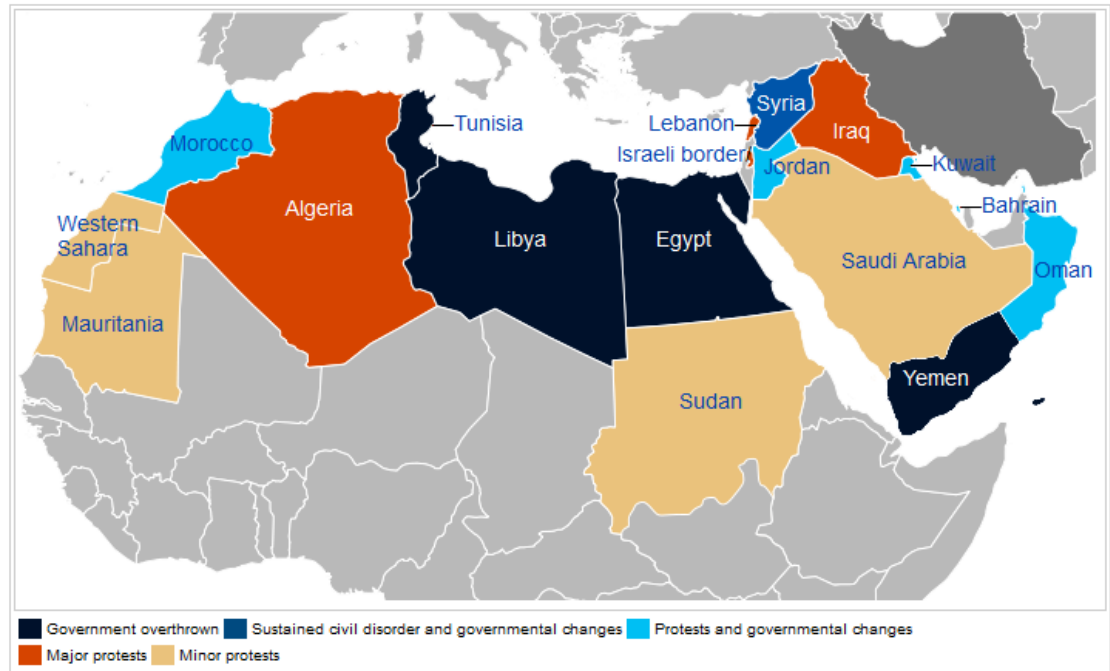 Syria
Tunisia
Lebanon
Iraq
Morocco
Israeli border
Jordan
Kuwait
Algeria
Bahrain
Western
Sahara
Libya
Egypt
Saudi Arabia
Oman
Mauritania
Yemen
Sudan
Government overthrown Sustained civil disorder and governmental changes Protests and governmental changes
Major protests Minor protests